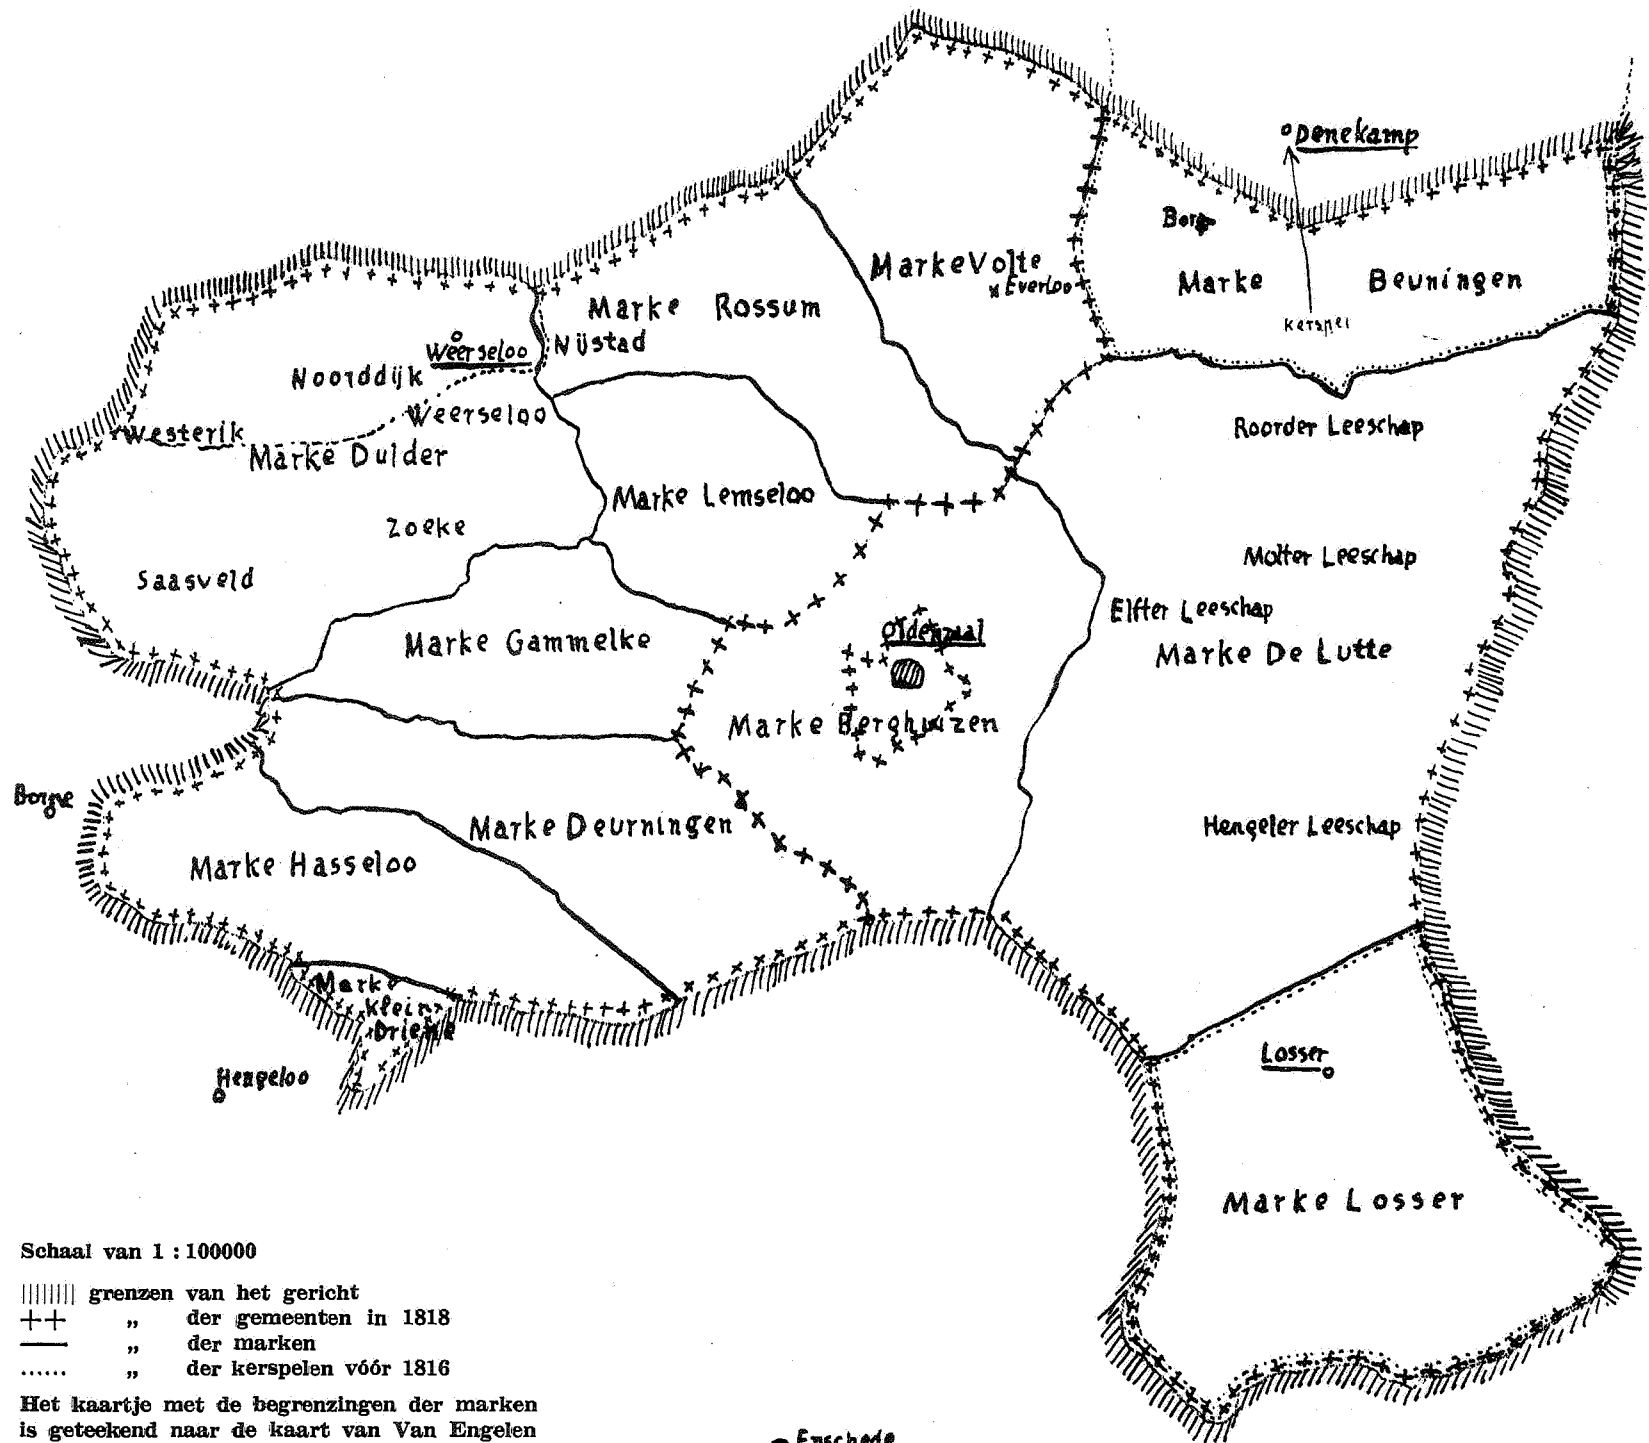 Denekamp
Borg
Marke Volte
Everloo
Marke Beuningen
Marke Rossum
Kerspel
Weerseloo
Nüstad
Noorddijk
Weerseloo
Westerik
Marke Dulder
Roorder Leeschap
Marke Lemseloo
Zoeke
Molter Leeschap
Saasveld
Elfter Leeschap
Oldenzaal
Marke Gammelke
Marke De Lutte
Marke Berghuizen
Borne
Marke Deurningen
Hengeler Leeschap
Marke Hasseloo
Marke
Klein
Driene
Losser
Hengeloo
Marke Losser
Schaal van 1 : 100000
grenzen van het gericht
++ „ der gemeenten in 1818
— „ der marken
...... „ der kerspelen vóór 1816
Het kaartje met de begrenzingen der marken
is geteekend naar de kaart van Van Engelen
Enschede